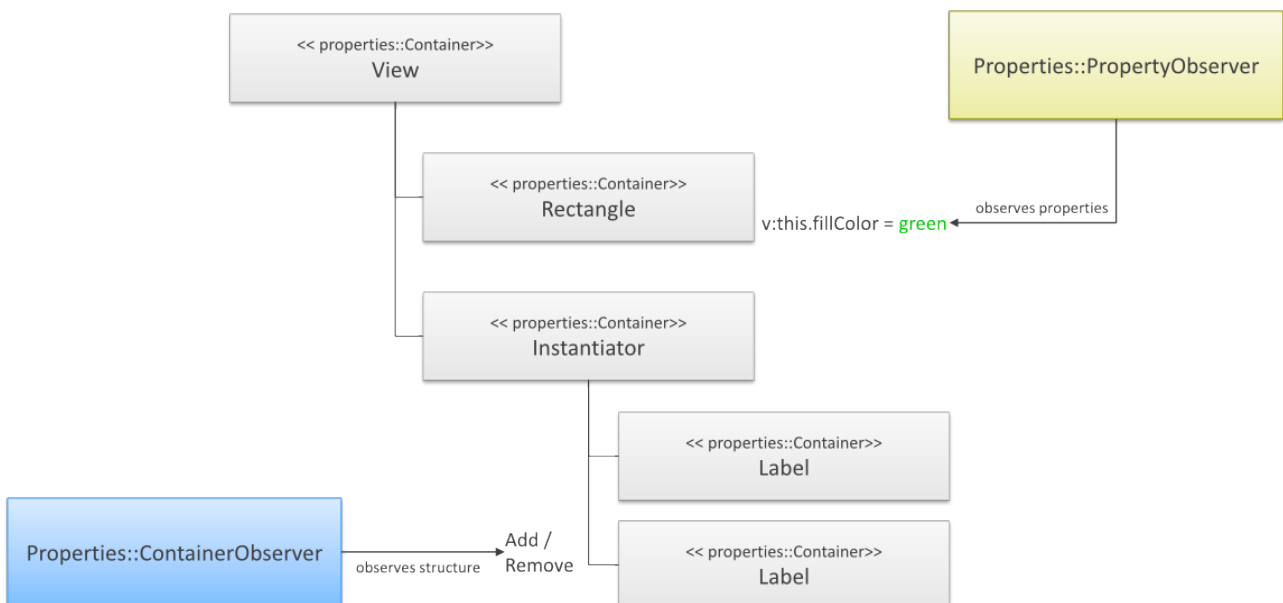 << properties::Container>>
View
Properties::PropertyObserver
<< properties::Container>>
Rectangle
observes properties
v:this.fillColor = green
<< properties::Container>>
Instantiator
<< properties::Container>>
Label
Properties::ContainerObserver
observes structure
Add /
Remove
<< properties::Container>>
Label